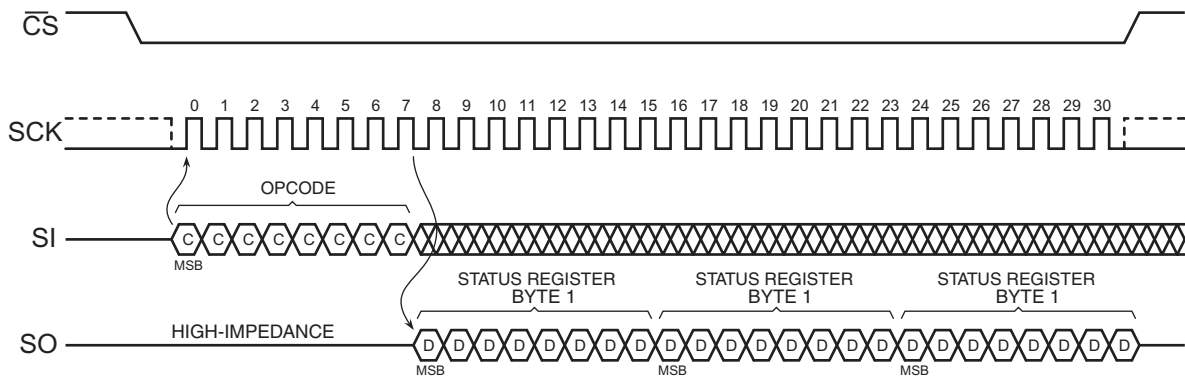 CS
0 1 2 3 4 5 6 7 8 9 10 11 12 13 14 15 16 17 18 19 20 21 22 23 24 25 26 27 28 29 30
SCK
OPCODE
SI C C C C C C C C
MSB
STATUS REGISTER BYTE 1
STATUS REGISTER BYTE 1
STATUS REGISTER BYTE 1
HIGH-IMPEDANCE
SO D D D D D D D D D D D D D D D D D D D D D D D D
MSB MSB MSB